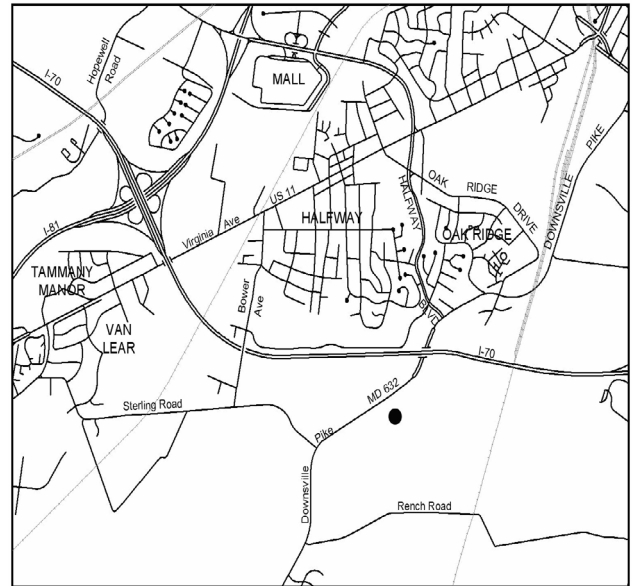 I-70
Hopewell
Road
MALL
OAK RIDGE DRIVE
PIKE
HALFWAY
US 11
HALFWAY
DOWNSVILLE
OAK RIDGE
Virginia Ave
I-81
TAMMANY
MANOR
Bower
Ave
BLVD
VAN
LEAR
I-70
Sterling Road
MD 632
Pike
Downsville
Rench Road